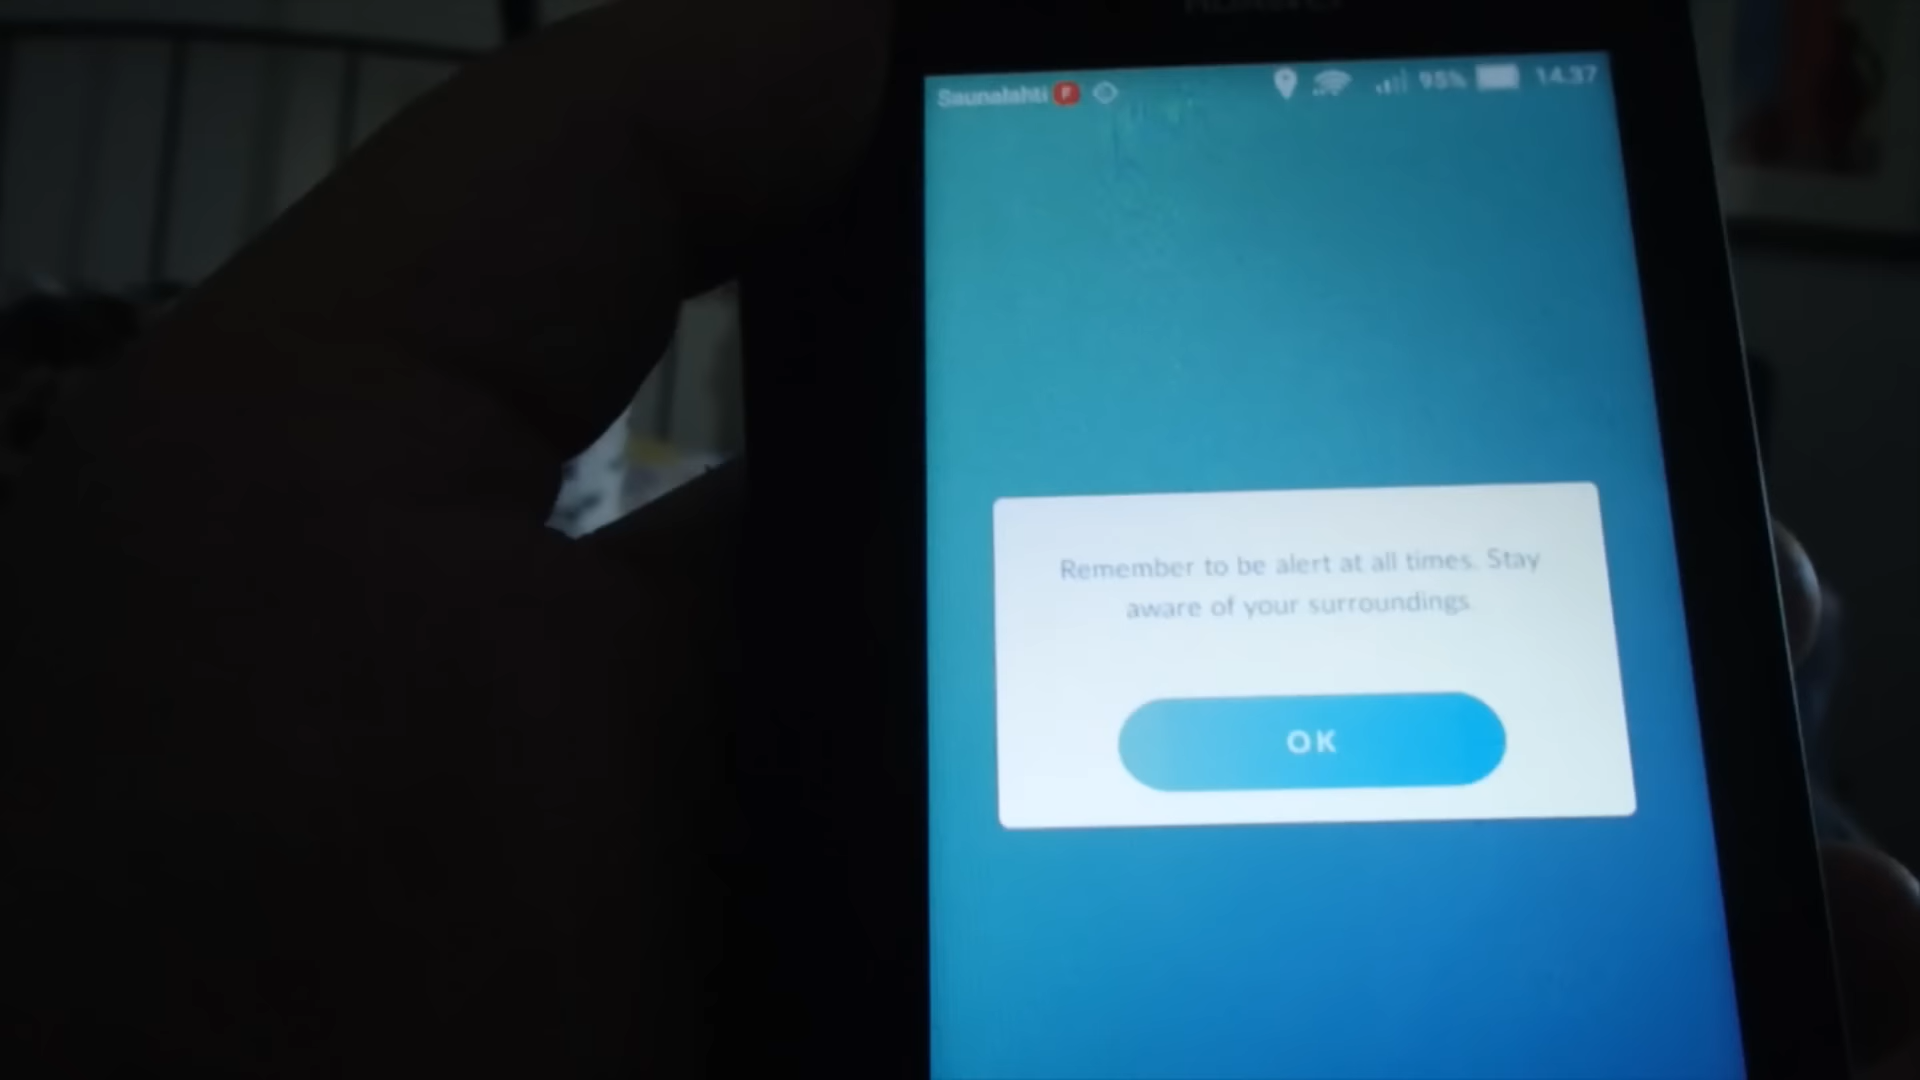 Saunalahti F 95% 14.37
Remember to be alert at all times. Stay
aware of your surroundings.
OK